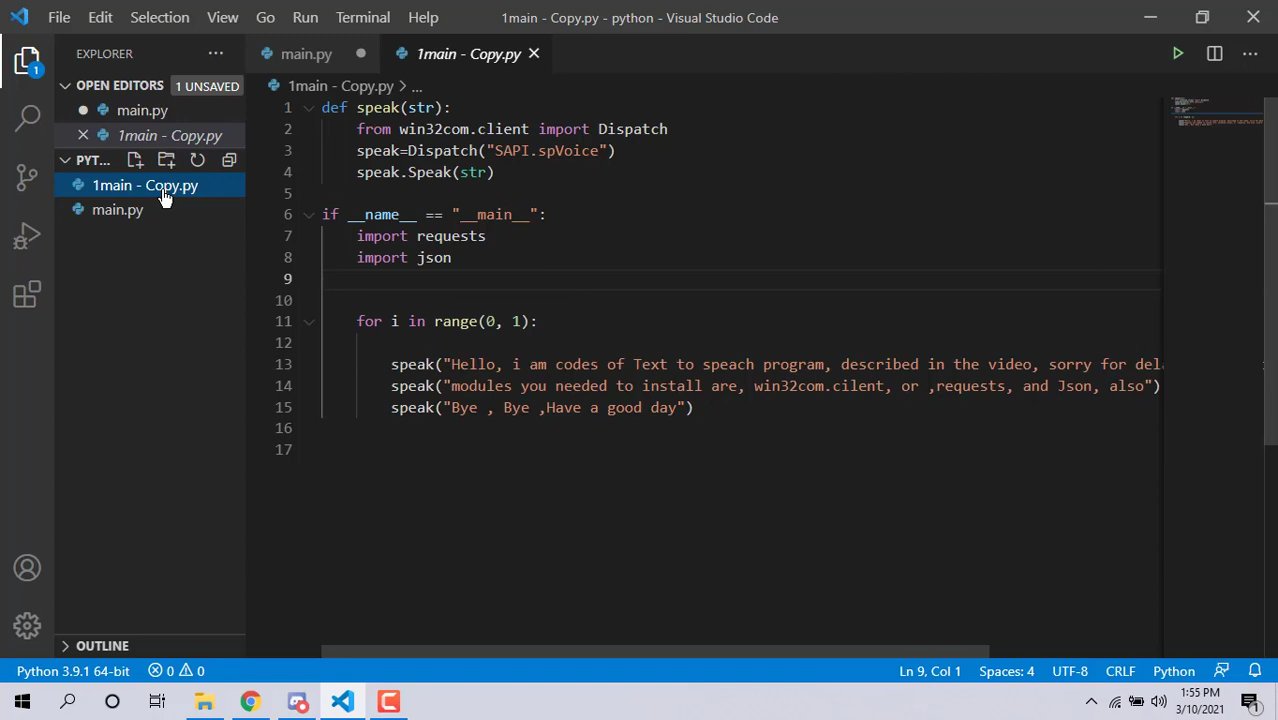 File Edit Selection View Go Run Terminal Help 1main - Copy.py - python - Visual Studio Code
EXPLORER ··· main.py 1main - Copy.py
OPEN EDITORS 1 UNSAVED 1main - Copy.py > ...
main.py
1main - Copy.py
PYT...
1main - Copy.py
main.py
1 def speak(str):
2 from win32com.client import Dispatch
3 speak=Dispatch("SAPI.spVoice")
4 speak.Speak(str)
5
6 if __name__ == "__main__":
7 import requests
8 import json
9
10
11 for i in range(0, 1):
12
13 speak("Hello, i am codes of Text to speach program, described in the video, sorry for dela
14 speak("modules you needed to install are, win32com.cilent, or ,requests, and Json, also")
15 speak("Bye , Bye ,Have a good day")
16
17
OUTLINE
Python 3.9.1 64-bit 0 0 Ln 9, Col 1 Spaces: 4 UTF-8 CRLF Python
1:55 PM
3/10/2021
1